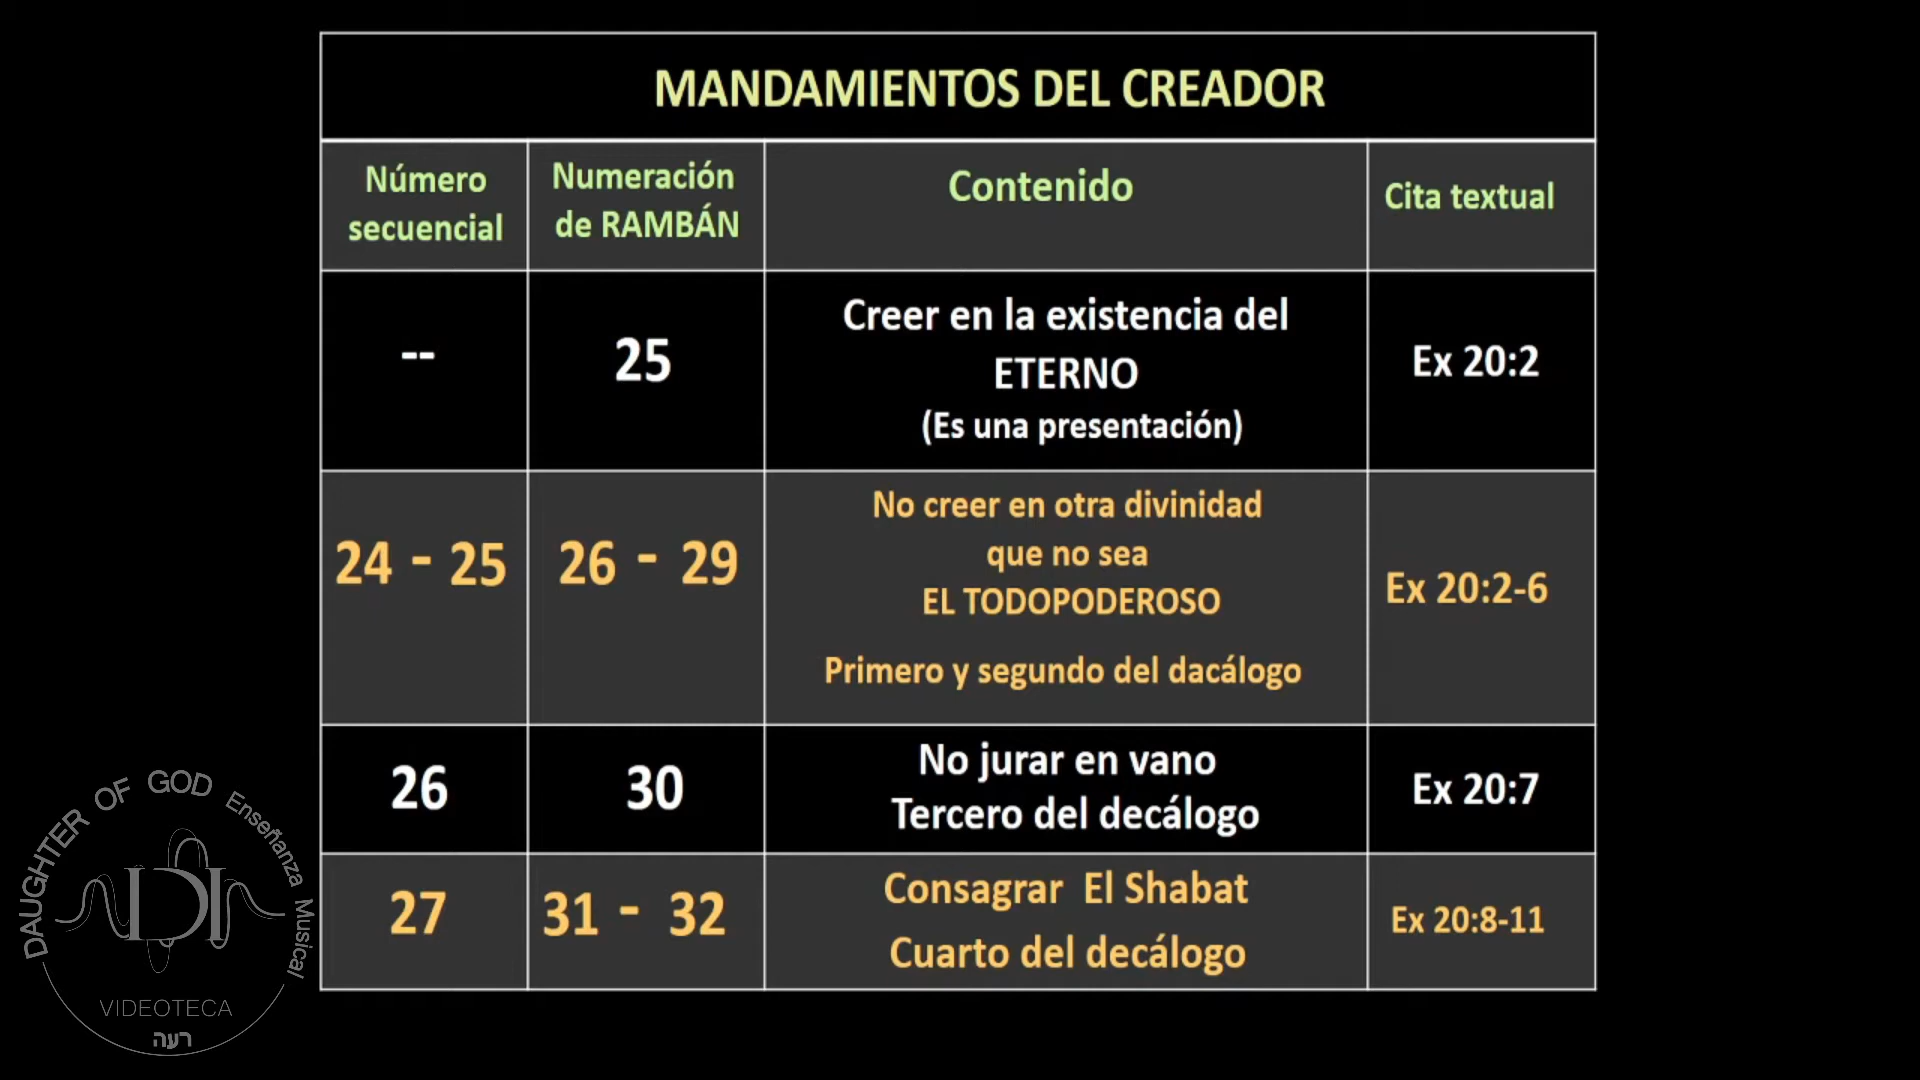 MANDAMIENTOS DEL CREADOR
Número
secuencial
Numeración
de RAMBÁN
Contenido
Cita textual
--
25
Creer en la existencia del
ETERNO
(Es una presentación)
Ex 20:2
24 - 25
26 - 29
No creer en otra divinidad
que no sea
EL TODOPODEROSO
Primero y segundo del dacálogo
Ex 20:2-6
26
30
No jurar en vano
Tercero del decálogo
Ex 20:7
27
31 - 32
Consagrar El Shabat
Cuarto del decálogo
Ex 20:8-11
DAUGHTER OF GOD Enseñanza Musical
VIDEOTECA
רעה